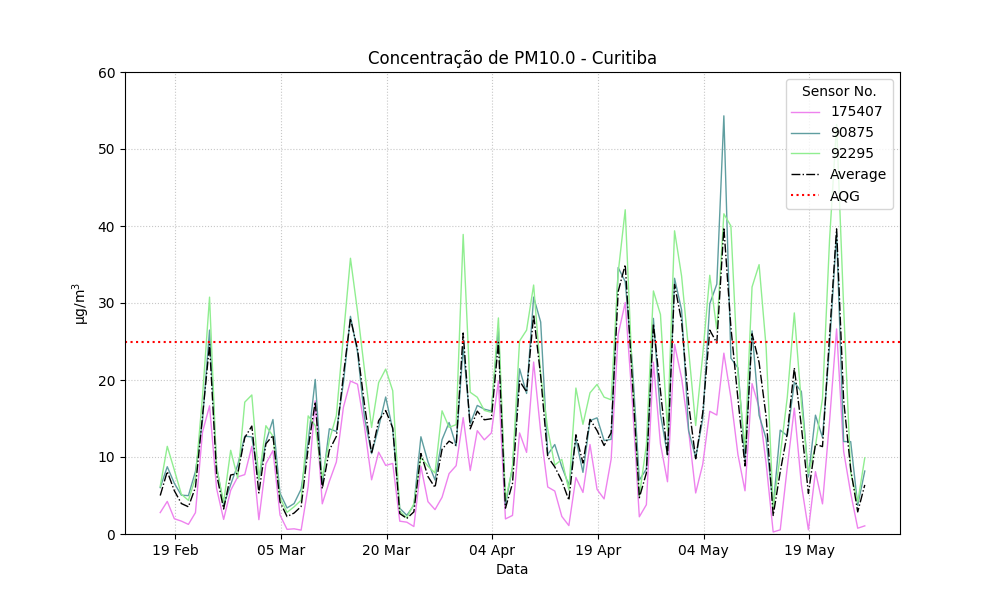 Concentração de PM10.0 - Curitiba
60
50
40
30
20
10
0
µg/m³
Sensor No.
175407
90875
92295
Average
AQG
19 Feb
05 Mar
20 Mar
04 Apr
19 Apr
04 May
19 May
Data